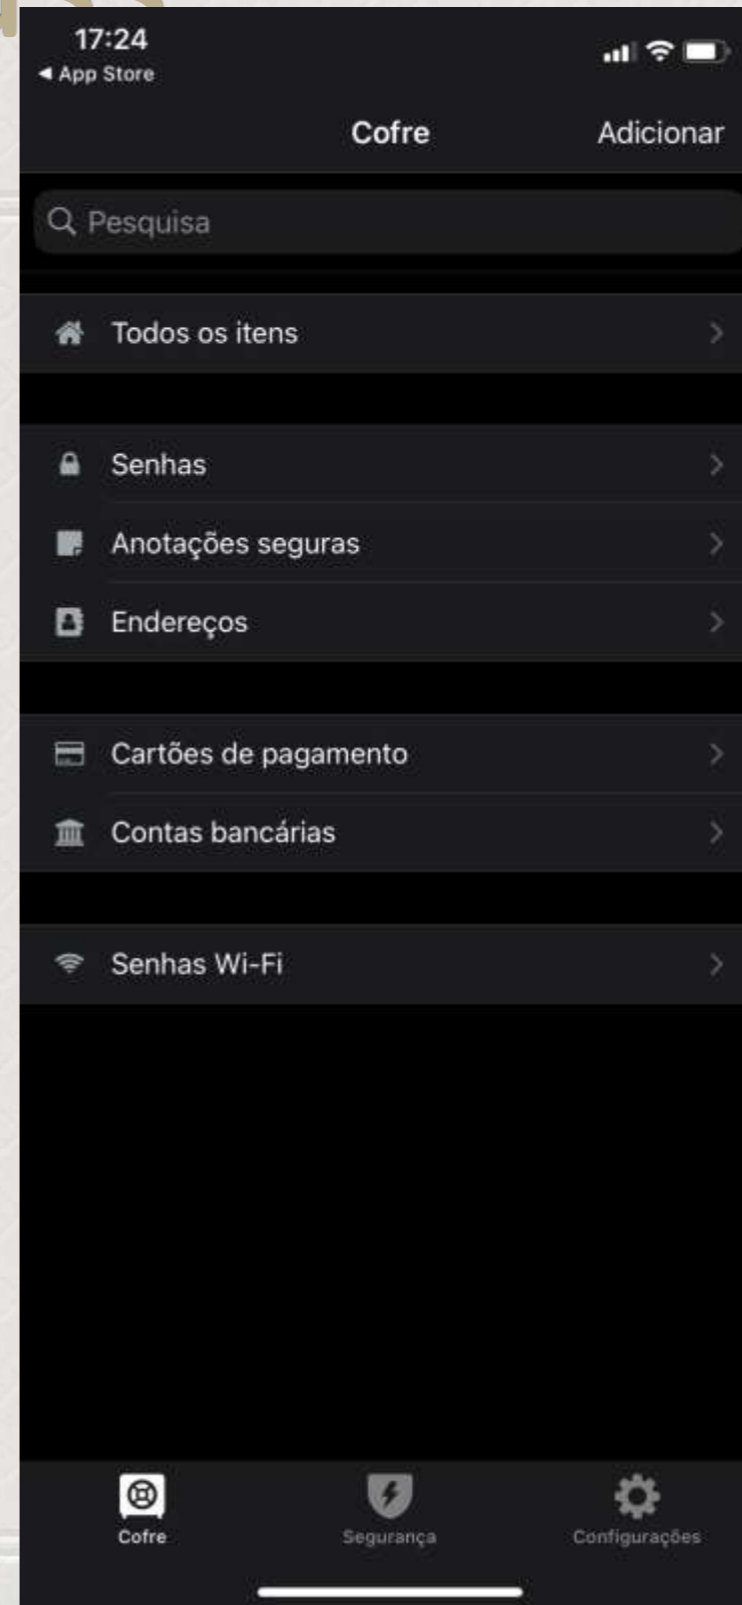 17:24
◀ App Store
Cofre
Adicionar
Pesquisa
Todos os itens
Senhas
Anotações seguras
Endereços
Cartões de pagamento
Contas bancárias
Senhas Wi-Fi
Cofre
Segurança
Configurações